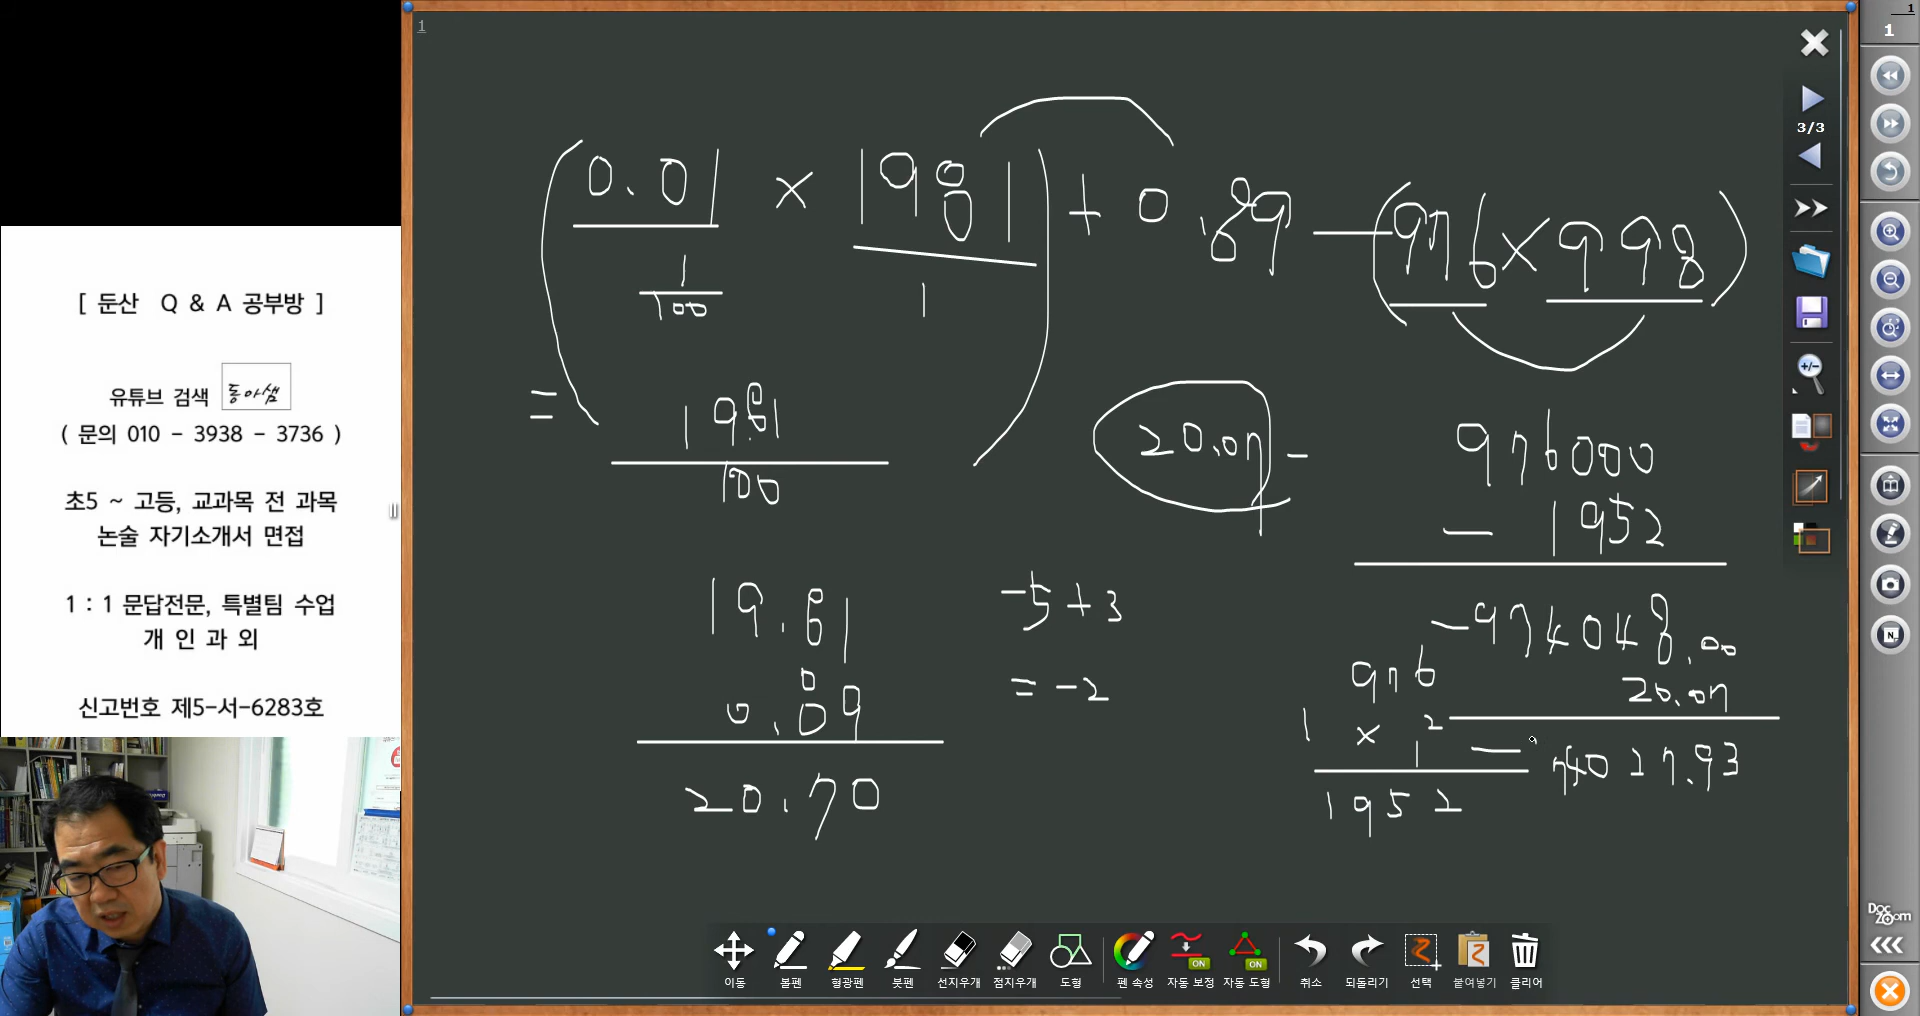 [ 둔산 Q & A 공부방 ]
유튜브 검색 동아샘
( 문의 010 - 3938 - 3736 )
초5 ~ 고등, 교과목 전 과목
논술 자기소개서 면접
1 : 1 문답전문, 특별팀 수업
개 인 과 외
신고번호 제5-서-6283호
1
(0.01 × 1981) + 0.89 - (976 × 998)
1
100
1
=
1981
100
20.07 -
976000
- 1952
19.81
0.09
20.70
-5 + 3
= -2
- 974048.00
20.07
- 74027.93
976
× 2
1952
3/3
이동
볼펜
형광펜
붓펜
선지우개
점지우개
도형
펜 속성
ON
자동 보정
ON
자동 도형
취소
되돌리기
선택
붙여넣기
클리어
1
1
Doc Zoom